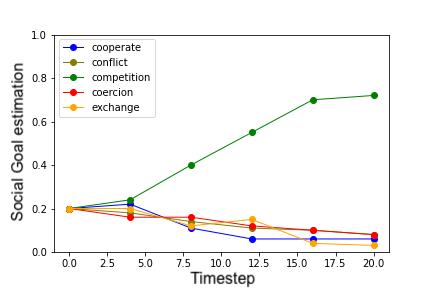 1.0
0.8
0.6
0.4
0.2
0.0
Social Goal estimation
cooperate
conflict
competition
coercion
exchange
0.0 2.5 5.0 7.5 10.0 12.5 15.0 17.5 20.0
Timestep